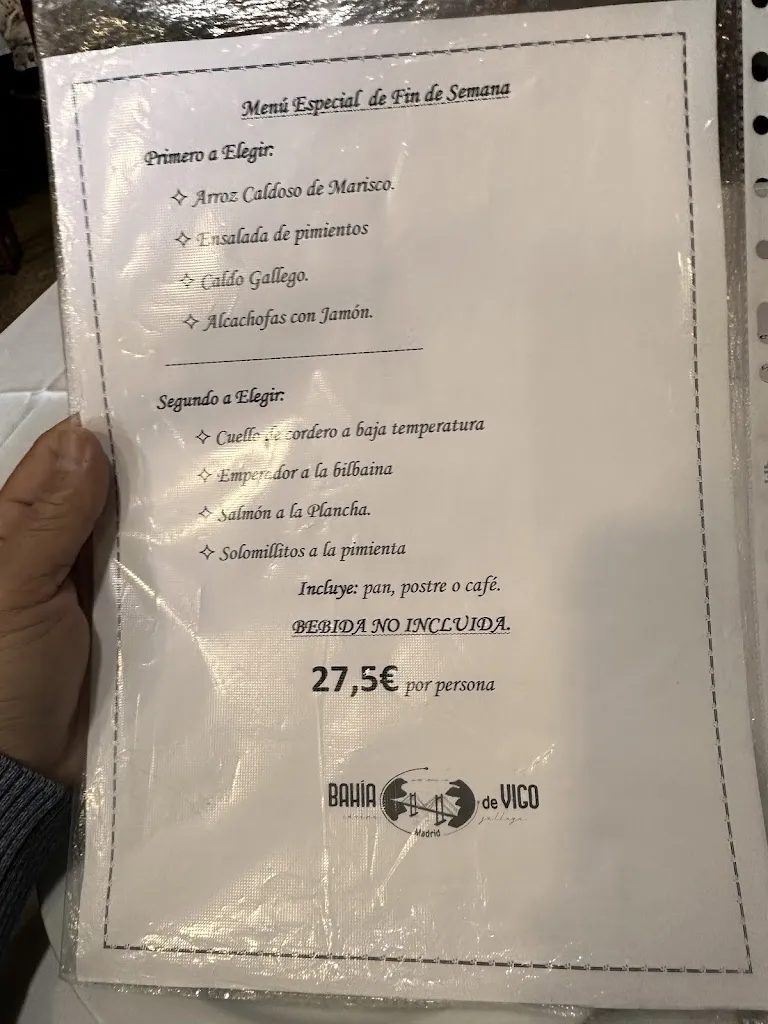 Menú Especial de Fin de Semana
Primero a Elegir:
✧ Arroz Caldoso de Marisco.
✧ Ensalada de pimientos
✧ Caldo Gallego.
✧ Alcachofas con Jamón.
Segundo a Elegir:
✧ Cuello de cordero a baja temperatura
✧ Emperador a la bilbaina
✧ Salmón a la Plancha.
✧ Solomillitos a la pimienta
Incluye: pan, postre o café.
BEBIDA NO INCLUIDA.
27,5€ por persona
BAHÍA de VIGO
gallega
Madrid